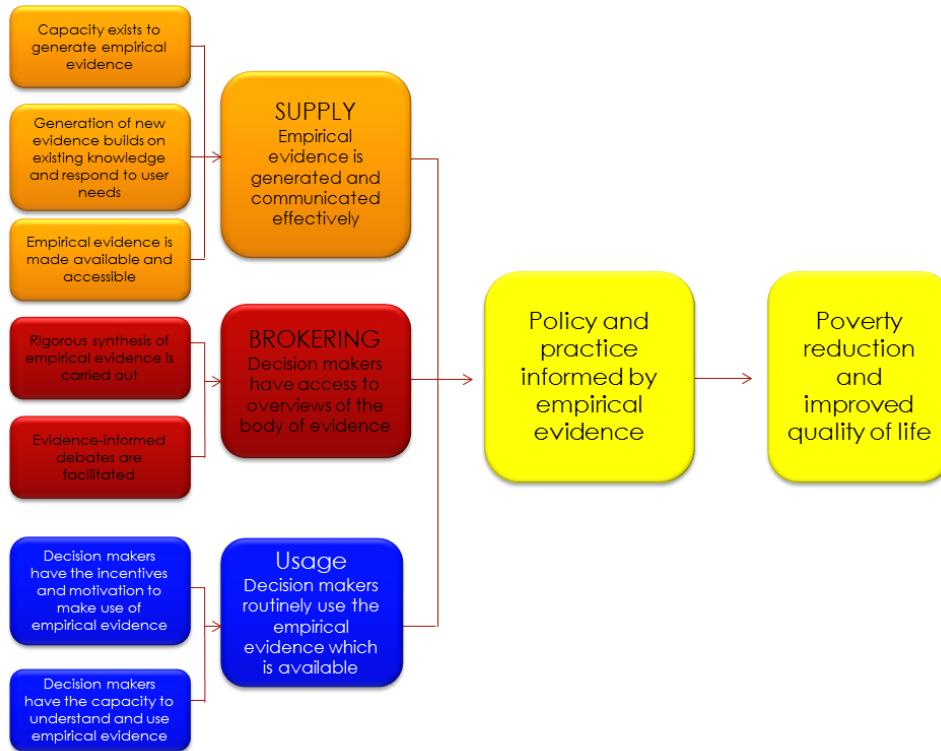 Capacity exists to
generate empirical
evidence
Generation of new
evidence builds on
existing knowledge
and respond to user
needs
Empirical evidence is
made available and
accessible
SUPPLY
Empirical
evidence is
generated and
communicated
effectively
Rigorous synthesis of
empirical evidence is
carried out
Evidence-informed
debates are
facilitated
BROKERING
Decision makers
have access to
overviews of the
body of evidence
Decision makers
have the incentives
and motivation to
make use of
empirical evidence
Decision makers
have the capacity to
understand and use
empirical evidence
Usage
Decision makers
routinely use the
empirical
evidence which
is available
Policy and
practice
informed by
empirical
evidence
Poverty
reduction
and
improved
quality of life